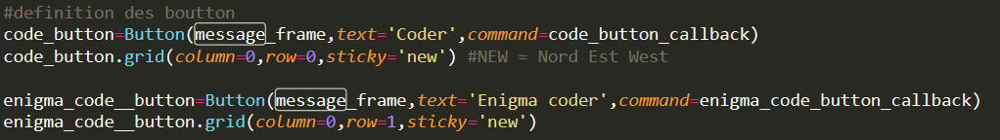 #definition des boutton
code_button=Button(message_frame,text='Coder',command=code_button_callback)
code_button.grid(column=0,row=0,sticky='new') #NEW = Nord Est West
enigma_code__button=Button(message_frame,text='Enigma coder',command=enigma_code_button_callback)
enigma_code__button.grid(column=0,row=1,sticky='new')